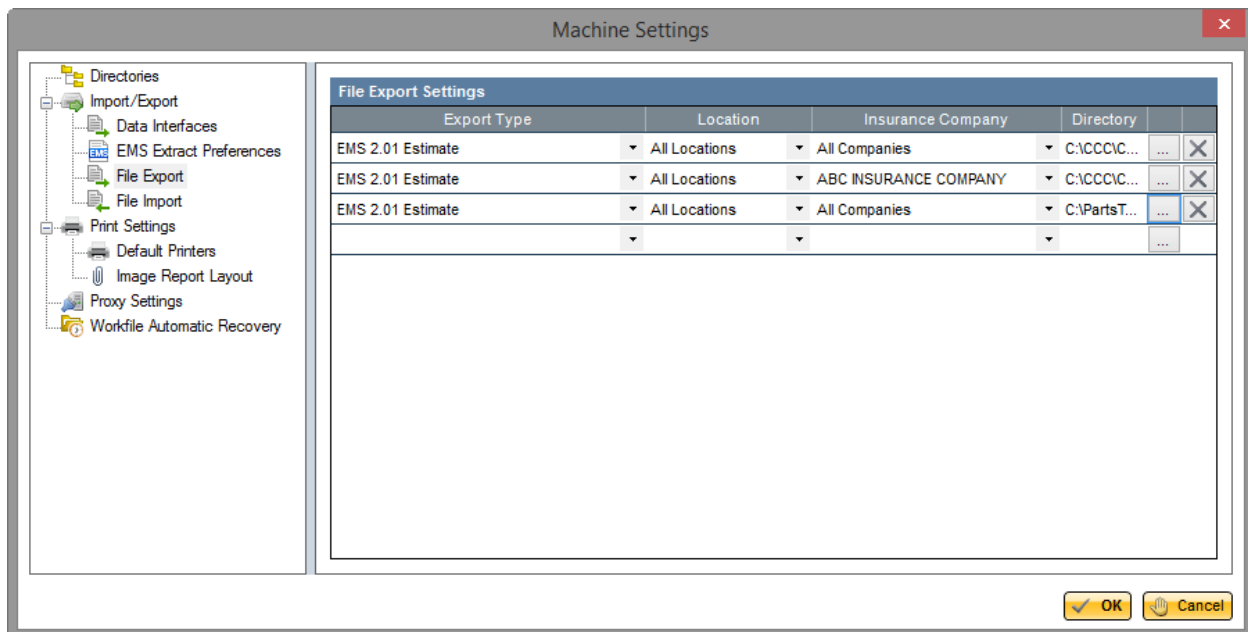 Machine Settings
Directories
Import/Export
Data Interfaces
EMS EMS Extract Preferences
File Export
File Import
Print Settings
Default Printers
Image Report Layout
Proxy Settings
Workfile Automatic Recovery
File Export Settings
Export Type Location Insurance Company Directory
EMS 2.01 Estimate All Locations All Companies C:\CCC\C... ...
EMS 2.01 Estimate All Locations ABC INSURANCE COMPANY C:\CCC\C... ...
EMS 2.01 Estimate All Locations All Companies C:\PartsT... ...
...
OK Cancel